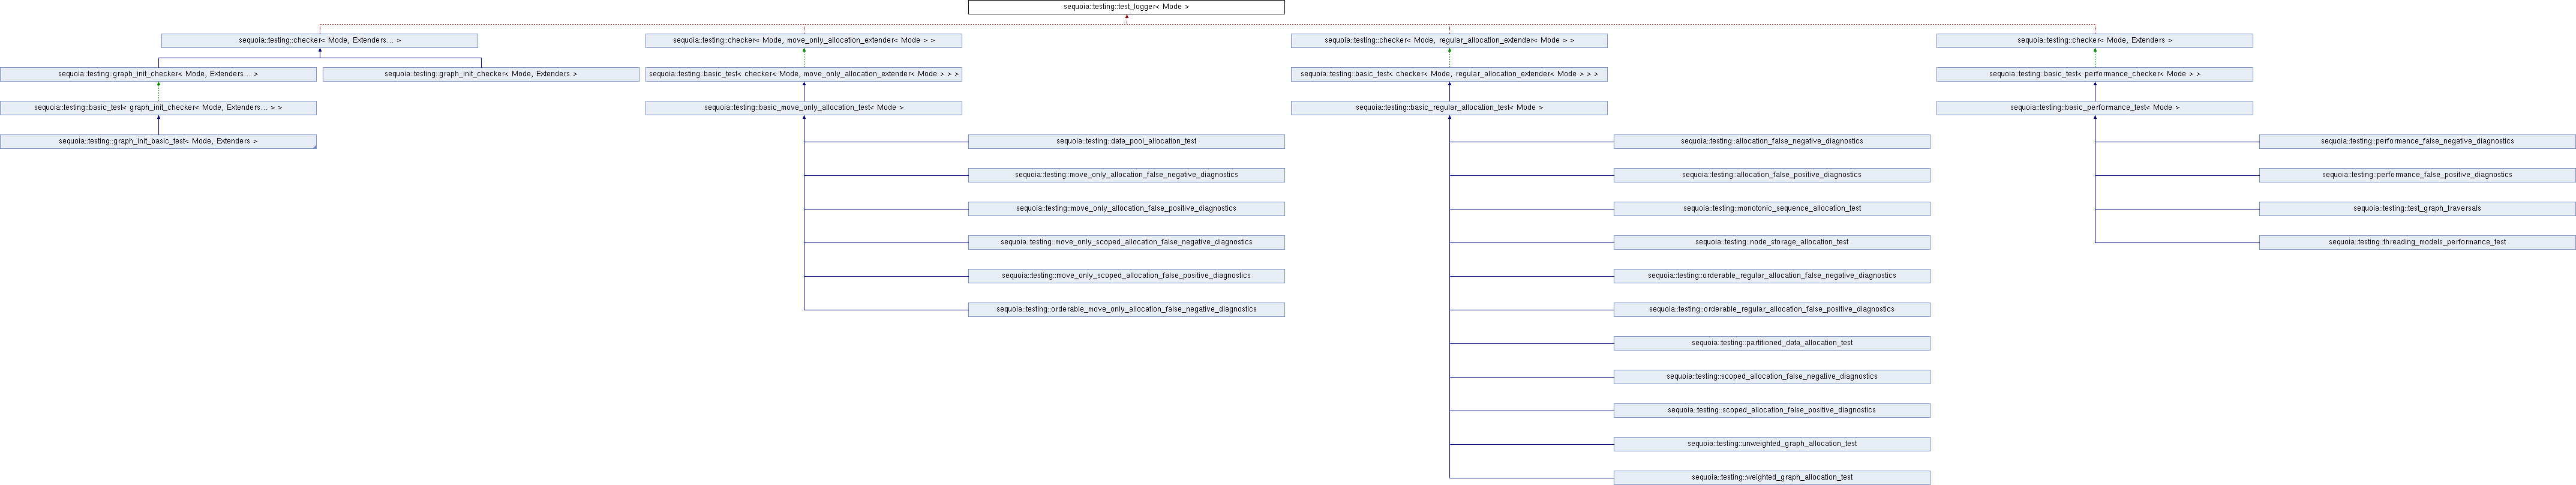 sequoia::testing::test_logger< Mode >
sequoia::testing::checker< Mode, Extenders... >
sequoia::testing::checker< Mode, move_only_allocation_extender< Mode > >
sequoia::testing::checker< Mode, regular_allocation_extender< Mode > >
sequoia::testing::checker< Mode, Extenders >
sequoia::testing::graph_init_checker< Mode, Extenders... >
sequoia::testing::graph_init_checker< Mode, Extenders >
sequoia::testing::basic_test< checker< Mode, move_only_allocation_extender< Mode > > >
sequoia::testing::basic_test< checker< Mode, regular_allocation_extender< Mode > > >
sequoia::testing::basic_test< performance_checker< Mode > >
sequoia::testing::basic_test< graph_init_checker< Mode, Extenders... > >
sequoia::testing::basic_move_only_allocation_test< Mode >
sequoia::testing::basic_regular_allocation_test< Mode >
sequoia::testing::basic_performance_test< Mode >
sequoia::testing::graph_init_basic_test< Mode, Extenders >
sequoia::testing::data_pool_allocation_test
sequoia::testing::allocation_false_negative_diagnostics
sequoia::testing::performance_false_negative_diagnostics
sequoia::testing::move_only_allocation_false_negative_diagnostics
sequoia::testing::allocation_false_positive_diagnostics
sequoia::testing::performance_false_positive_diagnostics
sequoia::testing::move_only_allocation_false_positive_diagnostics
sequoia::testing::monotonic_sequence_allocation_test
sequoia::testing::test_graph_traversals
sequoia::testing::move_only_scoped_allocation_false_negative_diagnostics
sequoia::testing::node_storage_allocation_test
sequoia::testing::threading_models_performance_test
sequoia::testing::move_only_scoped_allocation_false_positive_diagnostics
sequoia::testing::orderable_regular_allocation_false_negative_diagnostics
sequoia::testing::orderable_move_only_allocation_false_negative_diagnostics
sequoia::testing::orderable_regular_allocation_false_positive_diagnostics
sequoia::testing::partitioned_data_allocation_test
sequoia::testing::scoped_allocation_false_negative_diagnostics
sequoia::testing::scoped_allocation_false_positive_diagnostics
sequoia::testing::unweighted_graph_allocation_test
sequoia::testing::weighted_graph_allocation_test